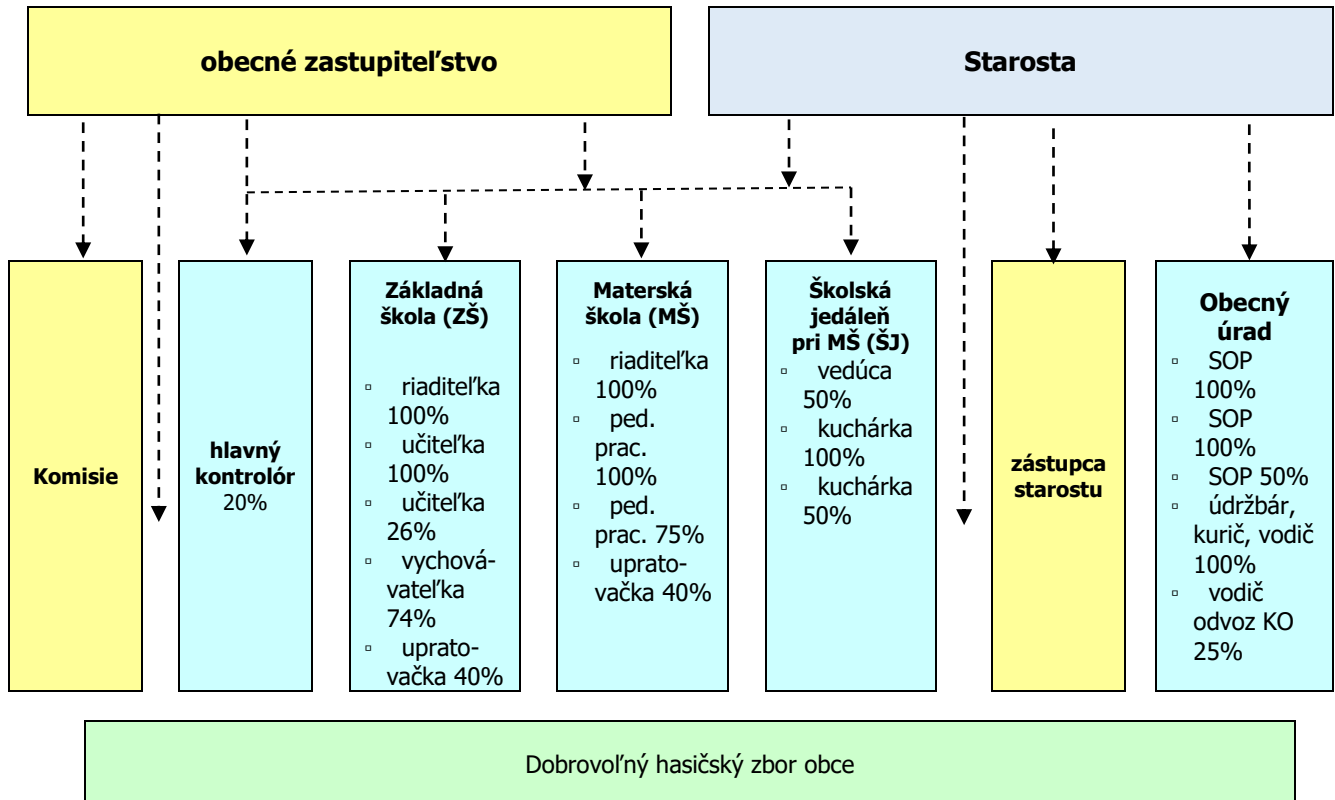 obecné zastupiteľstvo
Starosta
Komisie
hlavný
kontrolór
20%
Základná
škola (ZŠ)
▫ riaditeľka
100%
▫ učiteľka
100%
▫ učiteľka
26%
▫ vychová-
vateľka
74%
▫ uprato-
vačka 40%
Materská
škola (MŠ)
▫ riaditeľka
100%
▫ ped.
prac.
100%
▫ ped.
prac. 75%
▫ uprato-
vačka 40%
Školská
jedáleň
pri MŠ (ŠJ)
▫ vedúca
50%
▫ kuchárka
100%
▫ kuchárka
50%
zástupca
starostu
Obecný
úrad
▫ SOP
100%
▫ SOP
100%
▫ SOP 50%
▫ údržbár,
kurič, vodič
100%
▫ vodič
odvoz KO
25%
Dobrovoľný hasičský zbor obce